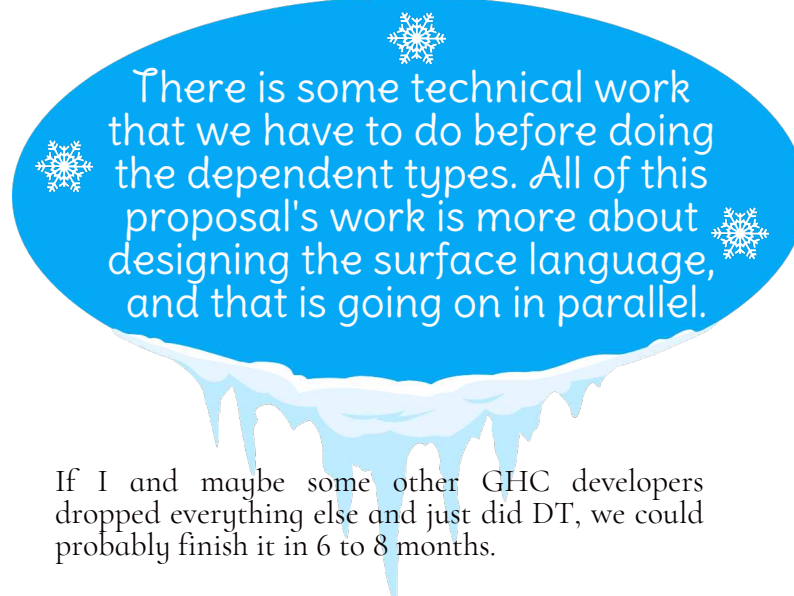 There is some technical work
that we have to do before doing
the dependent types. All of this
proposal's work is more about
designing the surface language,
and that is going on in parallel.
If I and maybe some other GHC developers
dropped everything else and just did DT, we could
probably finish it in 6 to 8 months.